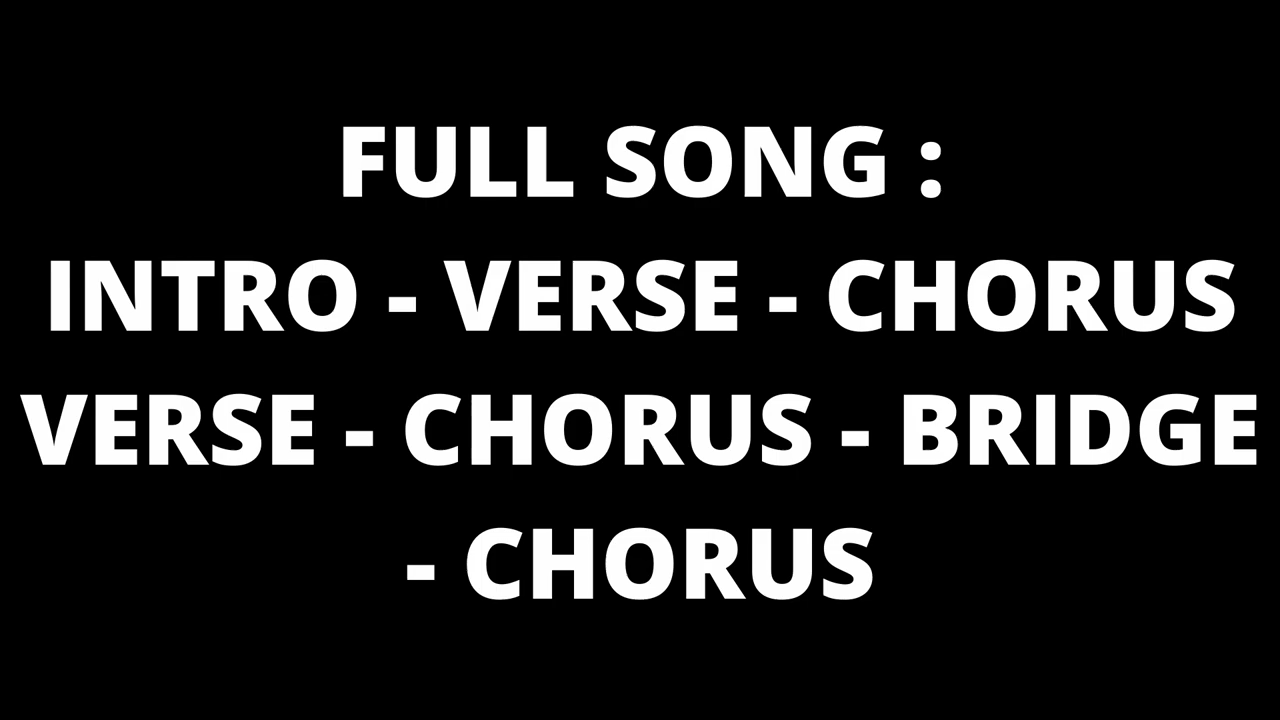 FULL SONG :
INTRO - VERSE - CHORUS
VERSE - CHORUS - BRIDGE
- CHORUS